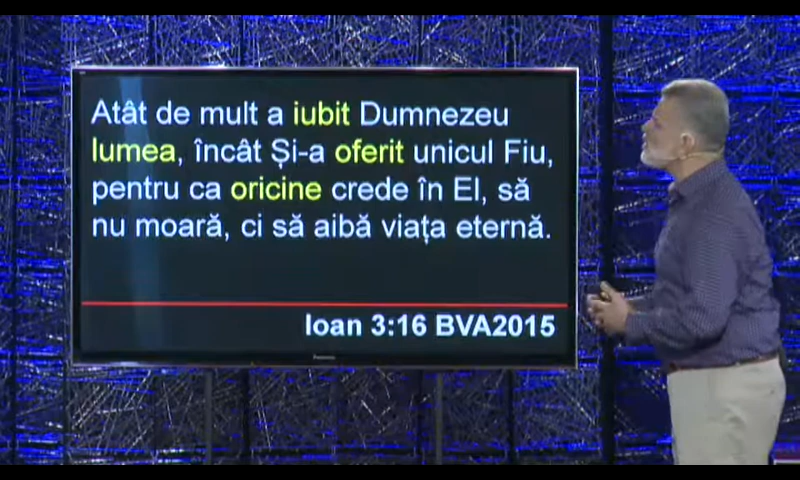 Atât de mult a iubit Dumnezeu
lumea, încât Și-a oferit unicul Fiu,
pentru ca oricine crede în El, să
nu moară, ci să aibă viața eternă.
Ioan 3:16 BVA2015
Panasonic